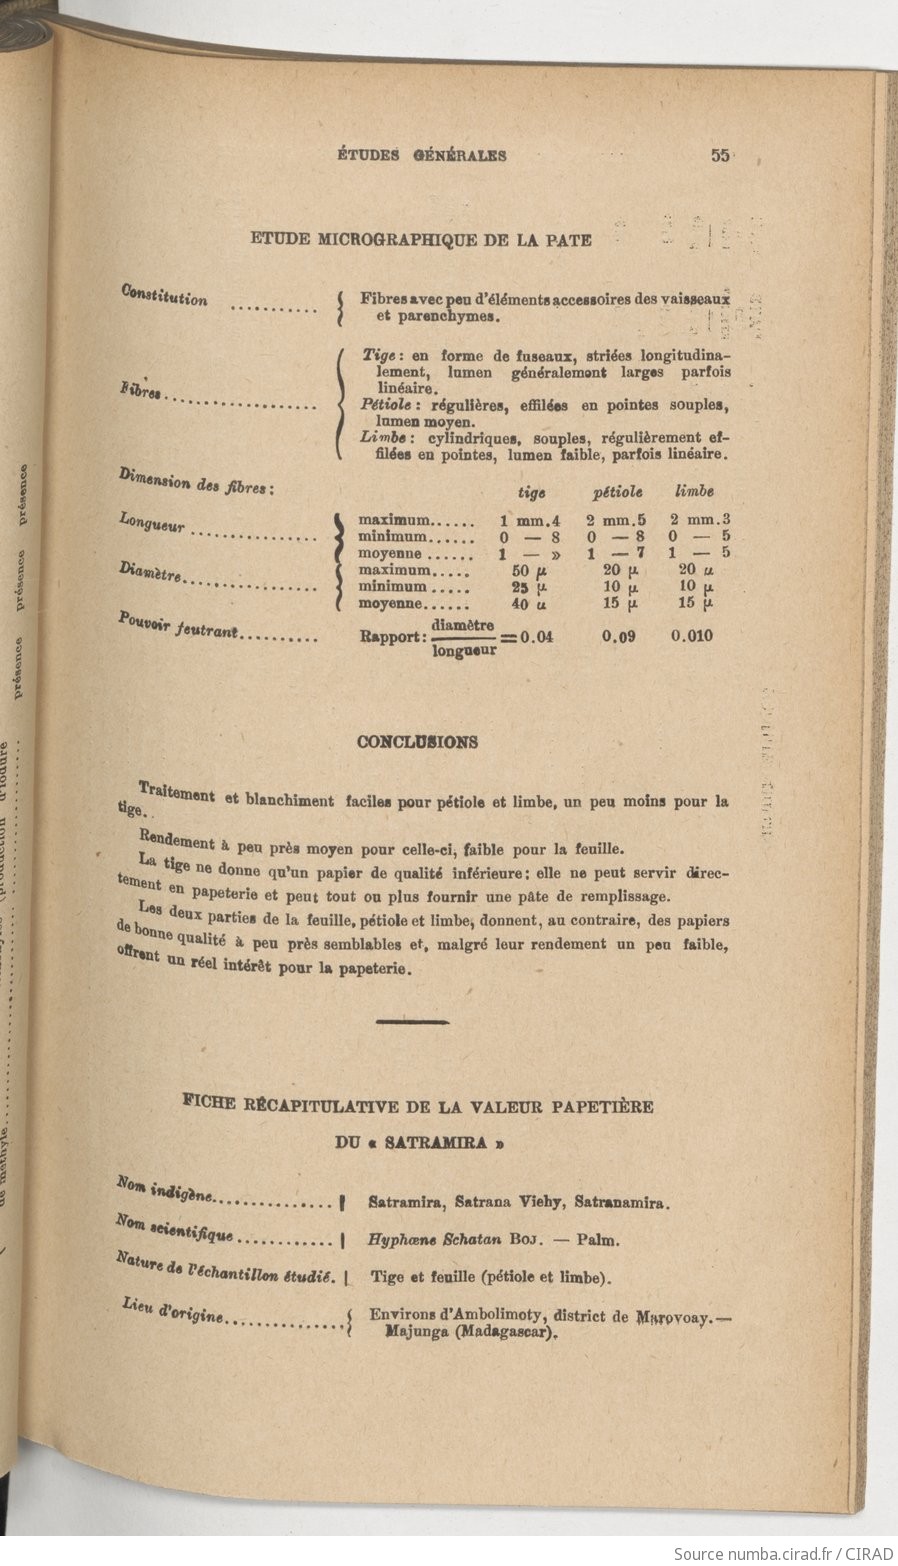 ÉTUDES GÉNÉRALES 55
ETUDE MICROGRAPHIQUE DE LA PATE
Constitution ........... { Fibres avec peu d'éléments accessoires des vaisseaux
et parenchymes.
Fibres................... { Tige : en forme de fuseaux, striées longitudina-
lement, lumen généralement larges parfois
linéaire.
Pétiole : régulières, effilées en pointes souples,
lumen moyen.
Limbe : cylindriques, souples, régulièrement ef-
filées en pointes, lumen faible, parfois linéaire.
Dimension des fibres :
tige pétiole limbe
Longueur ................ { maximum...... 1 mm.4 2 mm.5 2 mm.3
minimum...... 0 — 8 0 — 8 0 — 5
moyenne ...... 1 — » 1 — 7 1 — 5
Diamètre................. { maximum..... 50 µ 20 µ 20 u
minimum ..... 25 µ 10 µ 10 µ
moyenne...... 40 u 15 µ 15 µ
Pouvoir feutrant.......... Rapport : diamètre / longueur = 0.04 0.09 0.010
CONCLUSIONS
Traitement et blanchiment faciles pour pétiole et limbe, un peu moins pour la
tige.
Rendement à peu près moyen pour celle-ci, faible pour la feuille.
La tige ne donne qu'un papier de qualité inférieure; elle ne peut servir direc-
tement en papeterie et peut tout ou plus fournir une pâte de remplissage.
Les deux parties de la feuille, pétiole et limbe, donnent, au contraire, des papiers
de bonne qualité à peu près semblables et, malgré leur rendement un peu faible,
offrent un réel intérêt pour la papeterie.
FICHE RÉCAPITULATIVE DE LA VALEUR PAPETIÈRE
DU « SATRAMIRA »
Nom indigène............... | Satramira, Satrana Viehy, Satranamira.
Nom scientifique ............ | Hyphœne Schatan BOJ. — Palm.
Nature de l'échantillon étudié. | Tige et feuille (pétiole et limbe).
Lieu d'origine............... { Environs d'Ambolimoty, district de Marovoay. —
Majunga (Madagascar).
présence présence présence présence
Source numba.cirad.fr / CIRAD